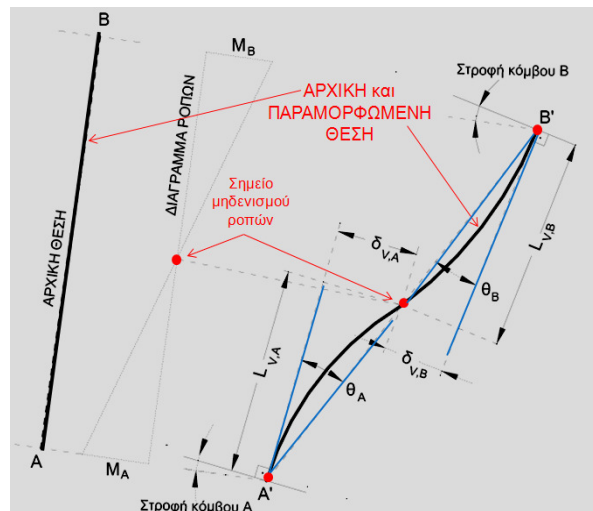 B
M_B
Στροφή κόμβου B
ΑΡΧΙΚΗ και
ΠΑΡΑΜΟΡΦΩΜΕΝΗ
ΘΕΣΗ
B'
ΔΙΑΓΡΑΜΜΑ ΡΟΠΩΝ
Σημείο
μηδενισμού
ροπών
ΑΡΧΙΚΗ ΘΕΣΗ
δ_V,A
L_V,B
θ_B
L_V,A
δ_V,B
θ_A
A
M_A
A'
Στροφή κόμβου A